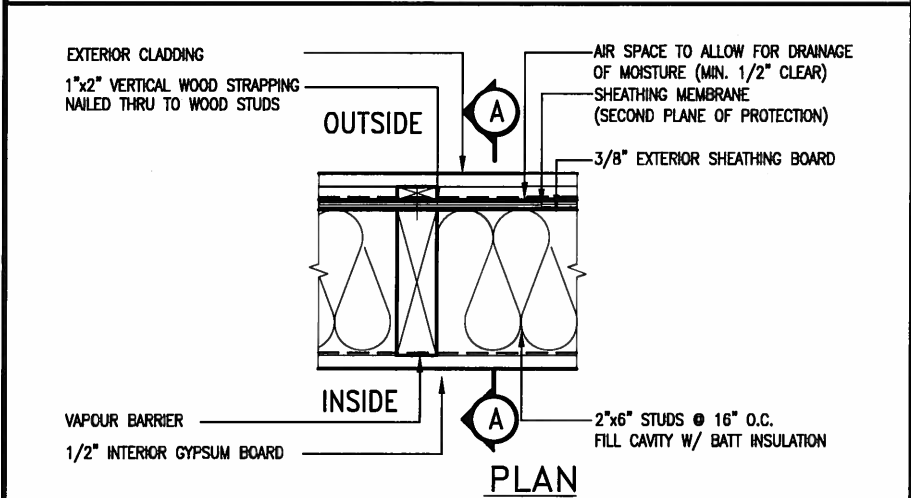 EXTERIOR CLADDING
1"x2" VERTICAL WOOD STRAPPING
NAILED THRU TO WOOD STUDS
OUTSIDE
A
AIR SPACE TO ALLOW FOR DRAINAGE
OF MOISTURE (MIN. 1/2" CLEAR)
SHEATHING MEMBRANE
(SECOND PLANE OF PROTECTION)
3/8" EXTERIOR SHEATHING BOARD
INSIDE
VAPOUR BARRIER
1/2" INTERIOR GYPSUM BOARD
A
2"x6" STUDS @ 16" O.C.
FILL CAVITY W/ BATT INSULATION
PLAN